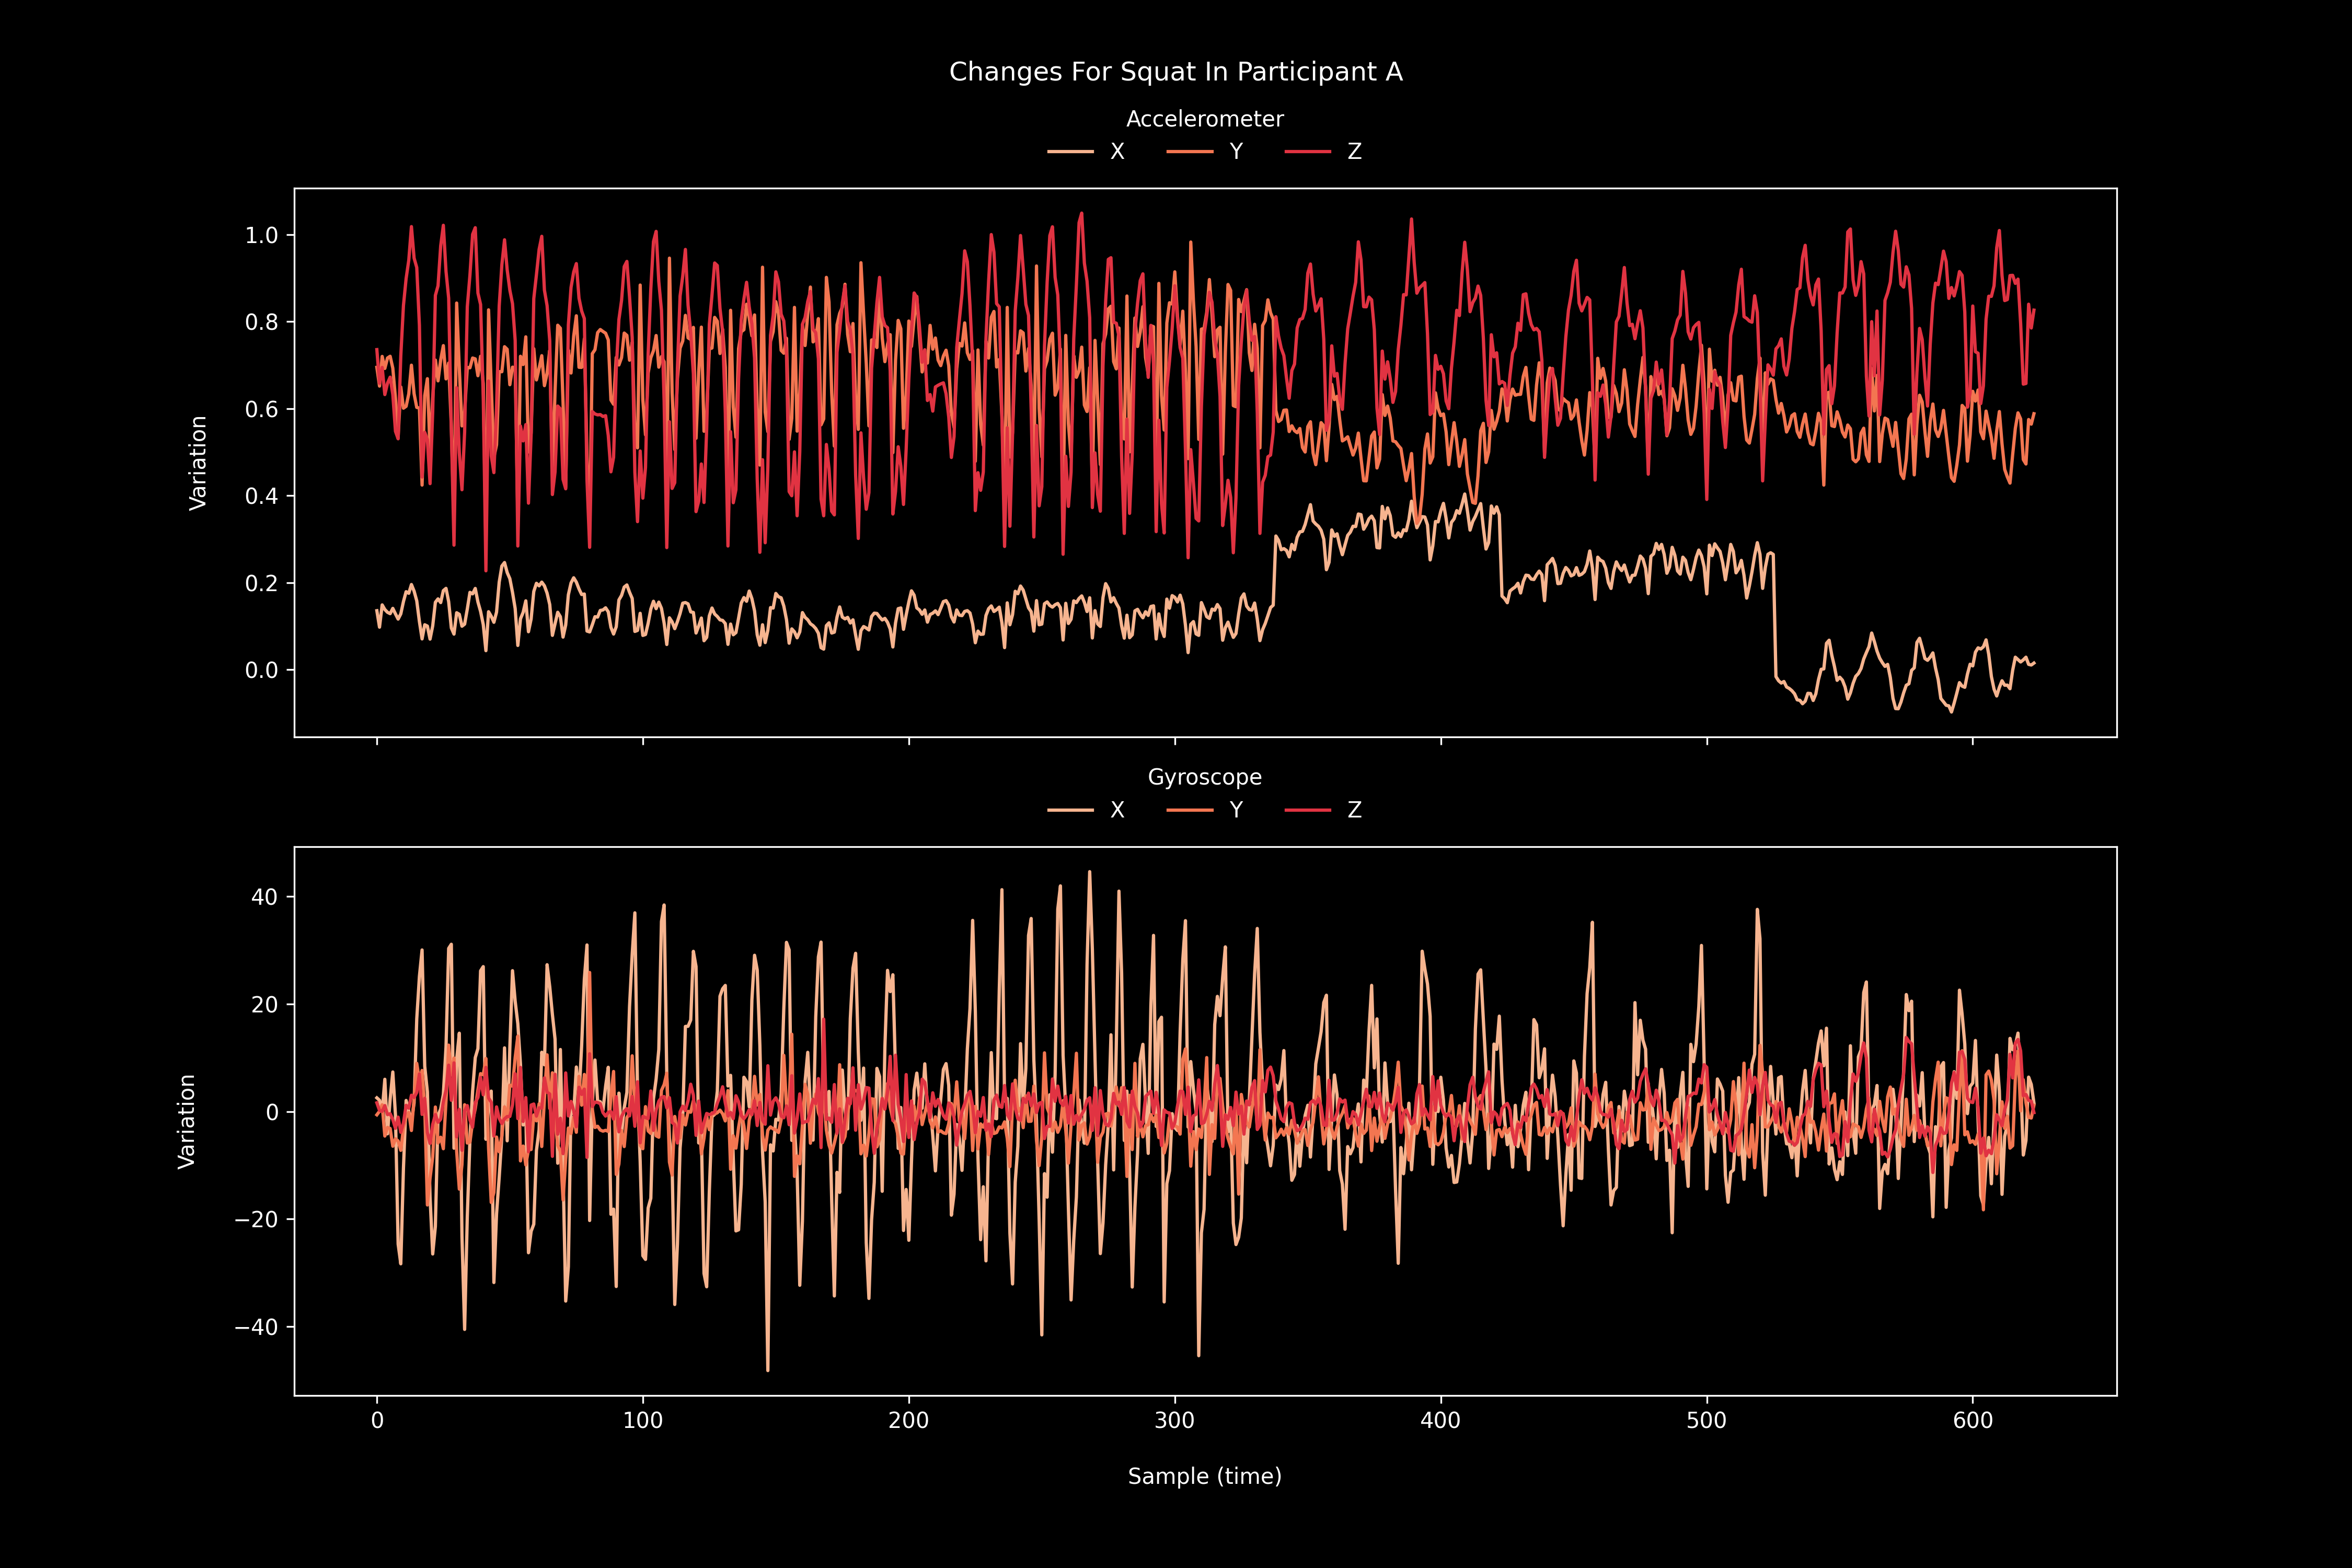 Changes For Squat In Participant A
Accelerometer
X Y Z
1.0
0.8
0.6
0.4
0.2
0.0
Variation
Gyroscope
X Y Z
40
20
0
−20
−40
Variation
0 100 200 300 400 500 600
Sample (time)